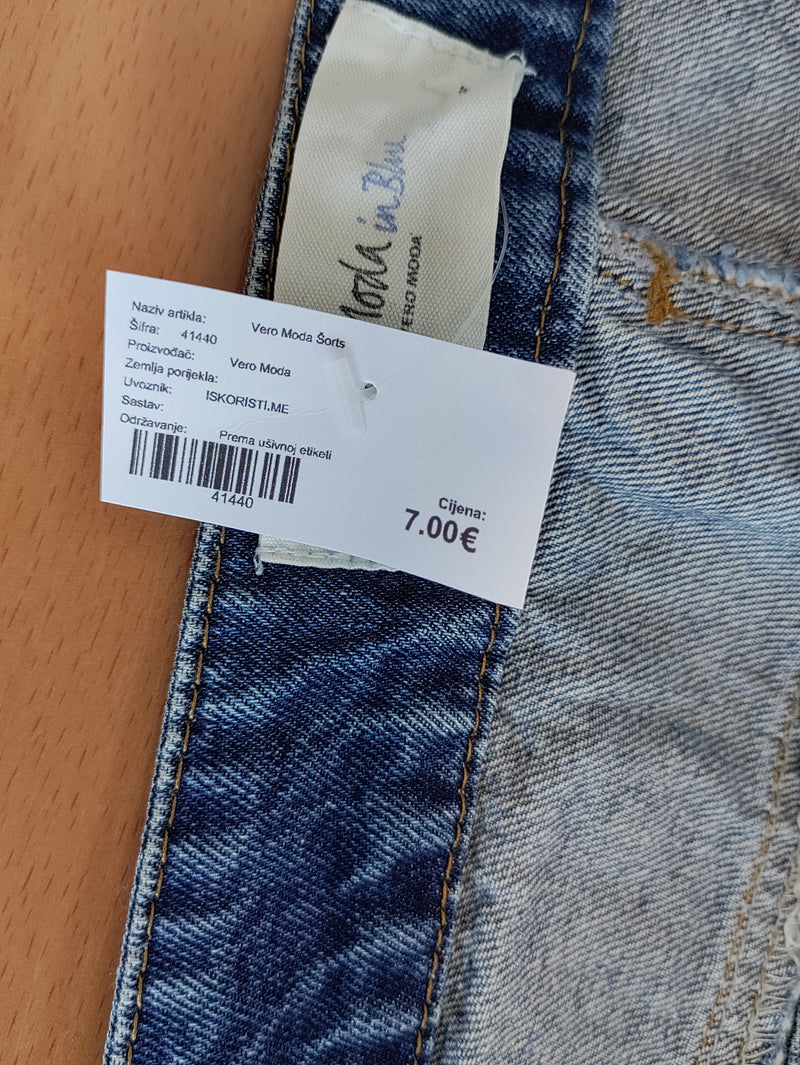 Moda in Blue
VERO MODA
Naziv artikla: Vero Moda Šorts
Šifra: 41440
Proizvođač: Vero Moda
Zemlja porijekla:
Uvoznik: ISKORISTI.ME
Sastav:
Održavanje: Prema ušivnoj etiketi
41440
Cijena:
7.00€